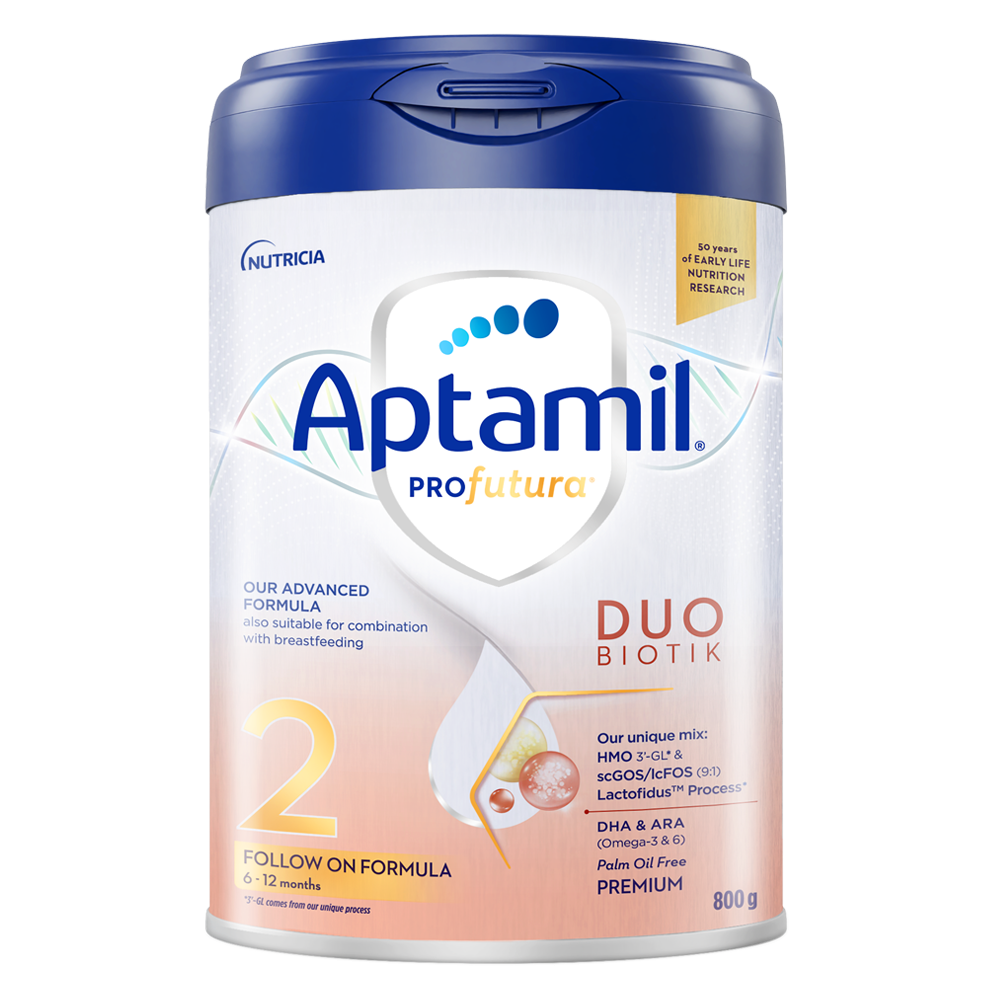 NUTRICIA
50 years
of EARLY LIFE
NUTRITION
RESEARCH
Aptamil®
PROfutura
OUR ADVANCED
FORMULA
also suitable for combination
with breastfeeding
DUO
BIOTIK
2
Our unique mix:
HMO 3'-GL* &
scGOS/lcFOS (9:1)
Lactofidus™ Process*
DHA & ARA
(Omega-3 & 6)
Palm Oil Free
PREMIUM
FOLLOW ON FORMULA
6 - 12 months
*3'-GL comes from our unique process
800 g